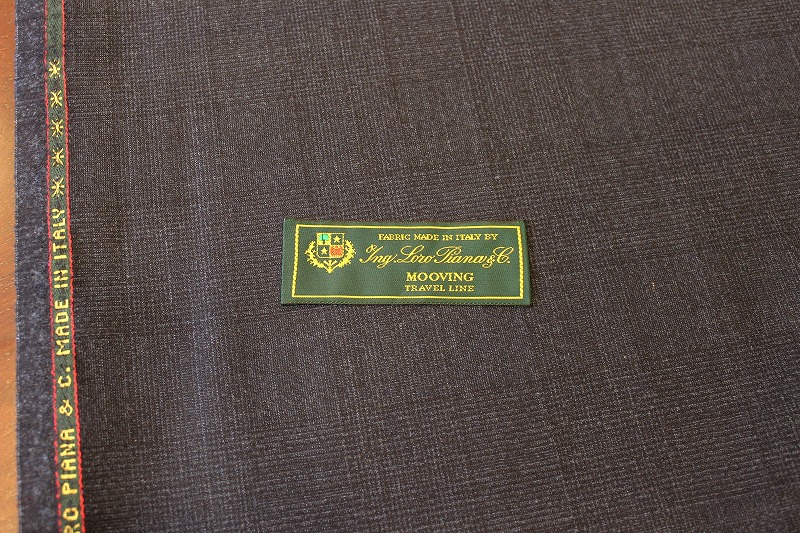 FABRIC MADE IN ITALY BY
Ing. Loro Piana & C.
MOOVING
TRAVEL LINE
RO PIANA & C. MADE IN ITALY ✶ ✶ ✶ ✶ ✶